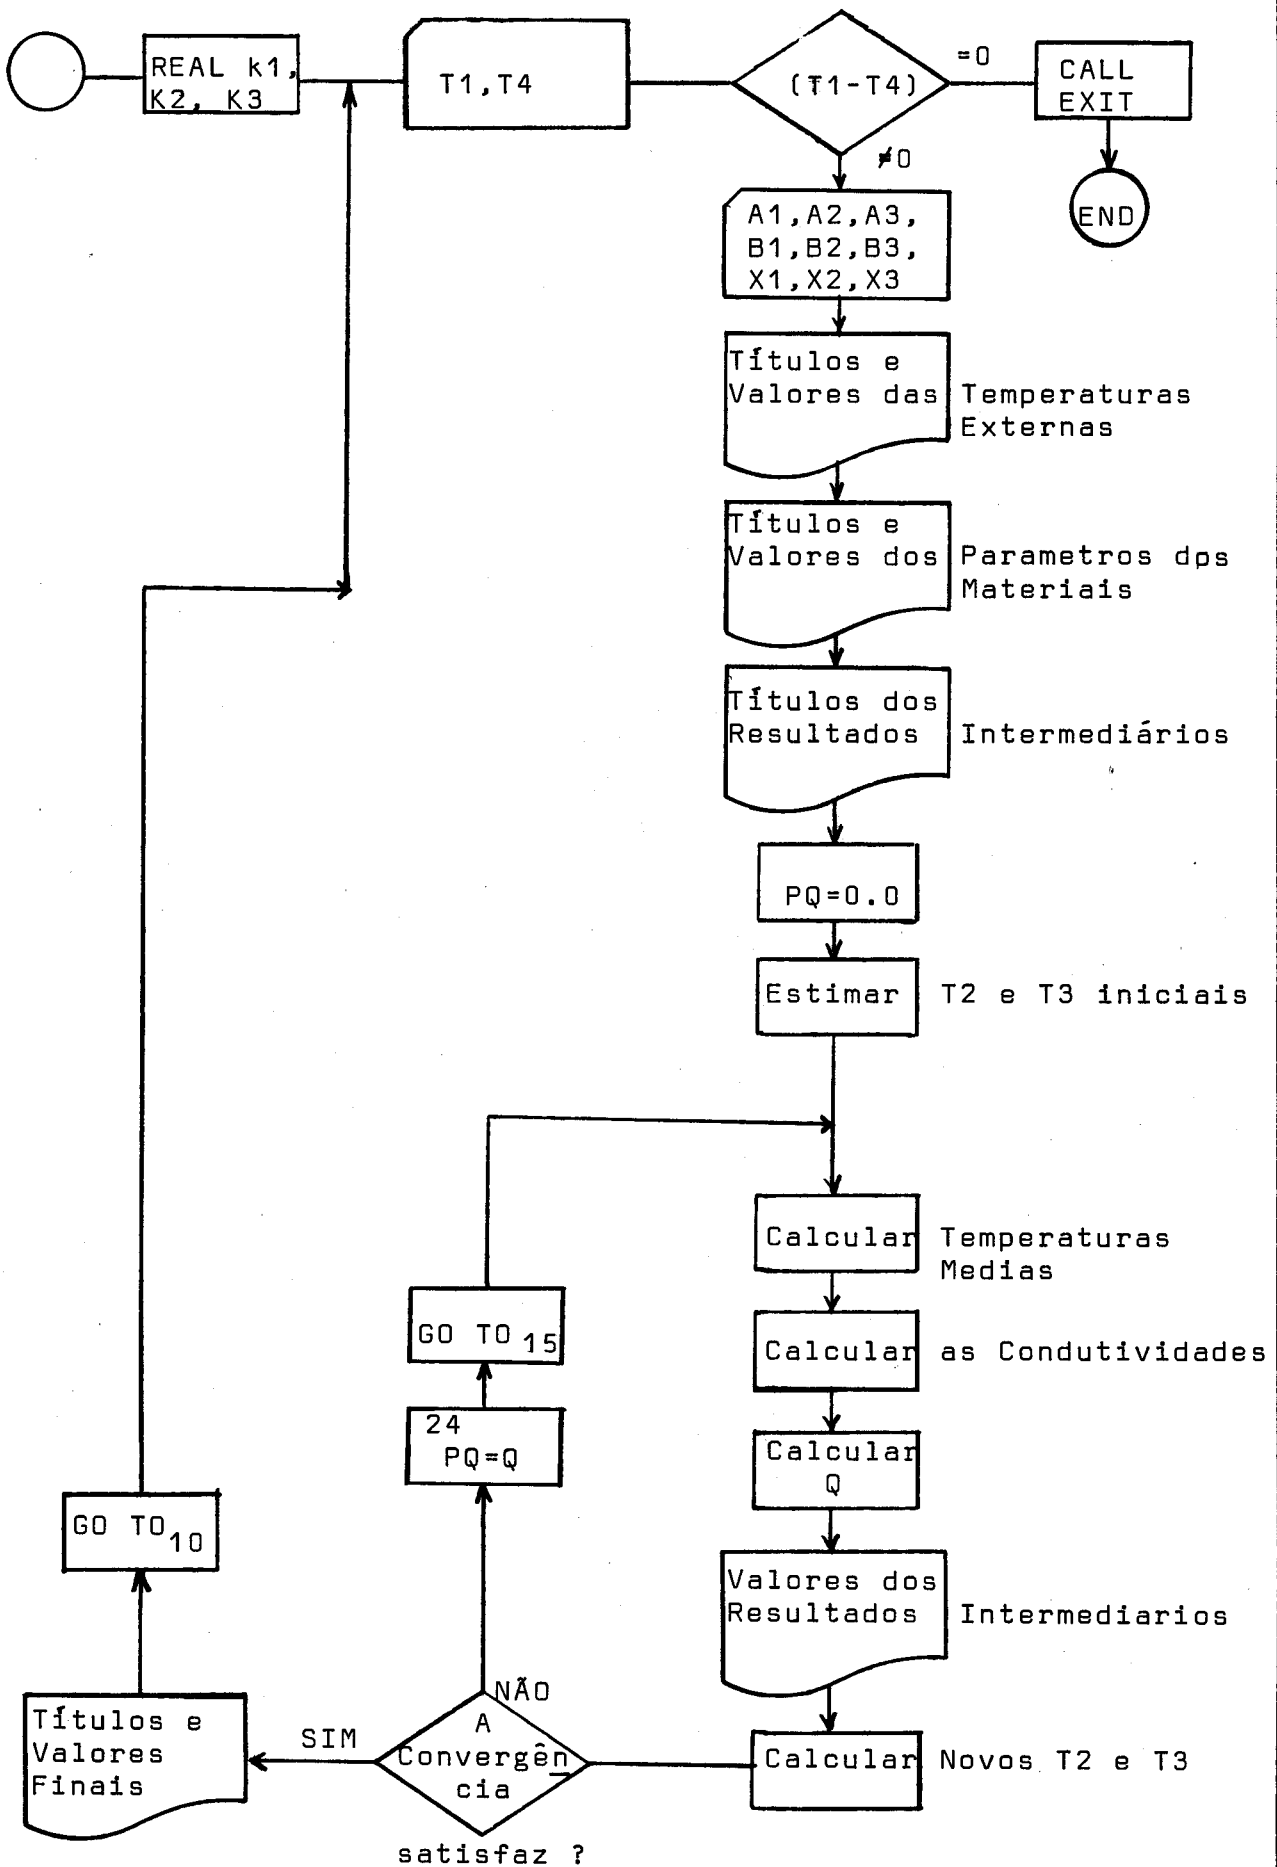 REAL k1,
K2, K3
T1,T4
(T1-T4)
=0
CALL
EXIT
END
≠0
A1,A2,A3,
B1,B2,B3,
X1,X2,X3
Títulos e
Valores das Temperaturas
Externas
Títulos e
Valores dos Parametros dos
Materiais
Títulos dos
Resultados Intermediários
PQ=0.0
Estimar T2 e T3 iniciais
Calcular Temperaturas
Medias
GO TO 15
Calcular as Condutividades
24
PQ=Q
Calcular
Q
GO TO 10
Valores dos
Resultados Intermediarios
NÃO
A
Convergên
cia
satisfaz ?
SIM
Títulos e
Valores
Finais
Calcular Novos T2 e T3